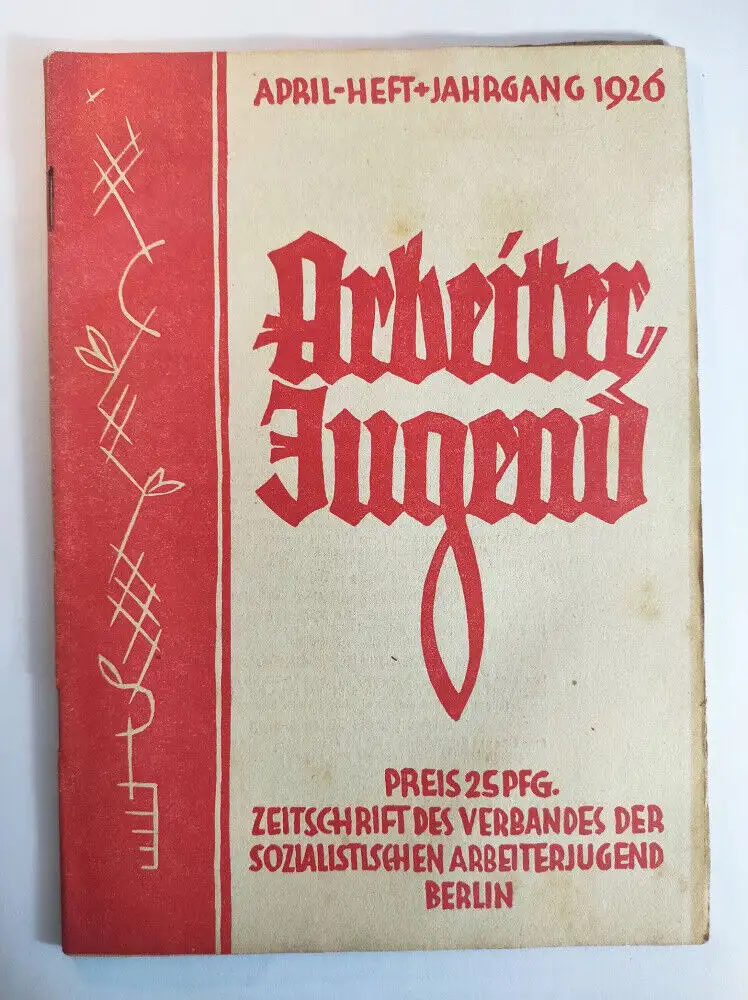 APRIL-HEFT+JAHRGANG 1926
Arbeiter
Jugend
PREIS 25 PFG.
ZEITSCHRIFT DES VERBANDES DER
SOZIALISTISCHEN ARBEITERJUGEND
BERLIN